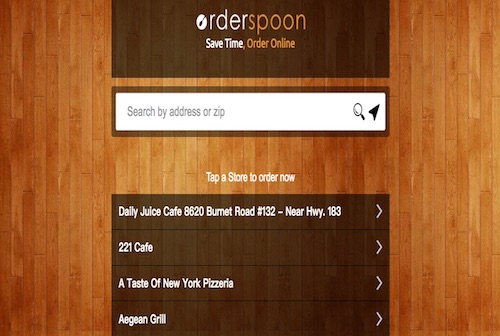 orderspoon
Save Time, Order Online
Search by address or zip
Tap a Store to order now
Daily Juice Cafe 8620 Burnet Road #132 – Near Hwy. 183
221 Cafe
A Taste Of New York Pizzeria
Aegean Grill